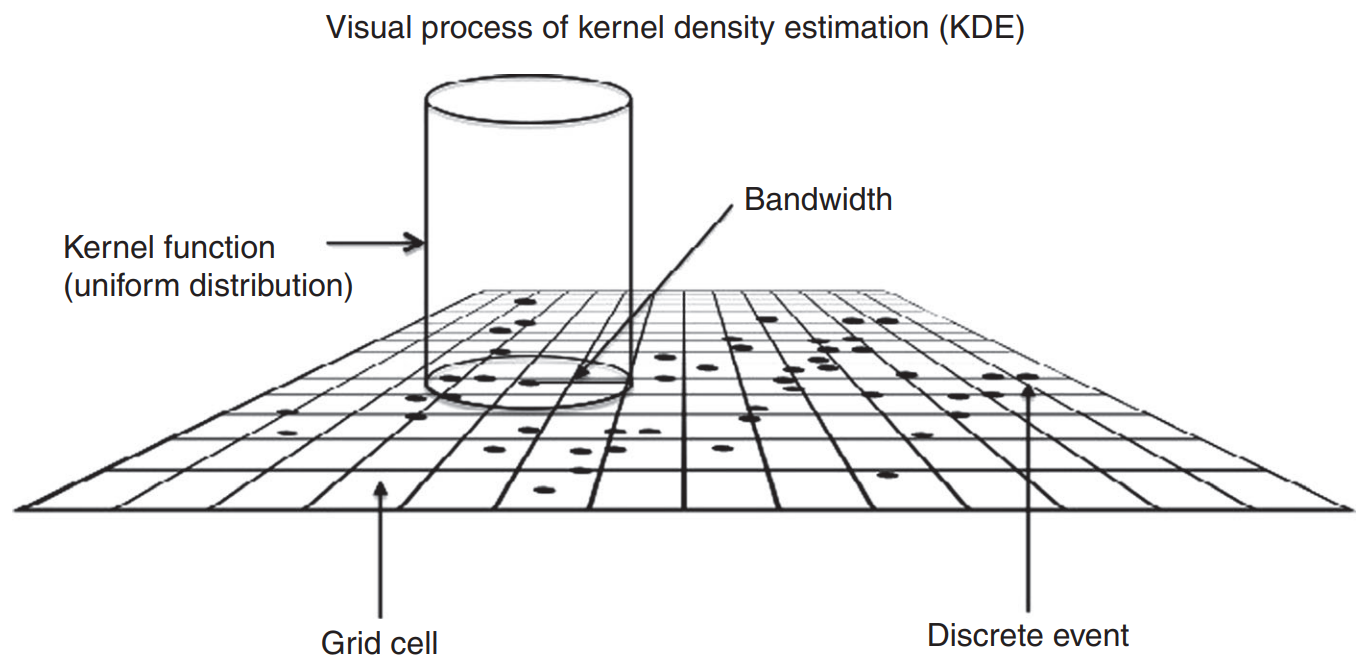 Visual process of kernel density estimation (KDE)
Bandwidth
Kernel function
(uniform distribution)
Grid cell
Discrete event